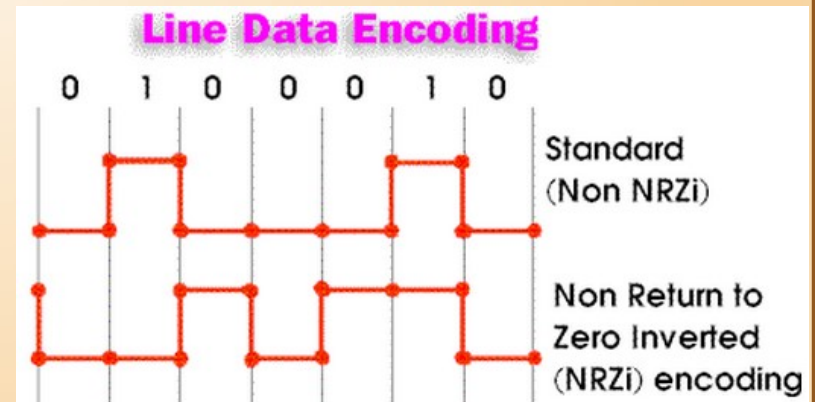 Line Data Encoding
0 1 0 0 0 1 0
Standard
(Non NRZi)
Non Return to
Zero Inverted
(NRZi) encoding